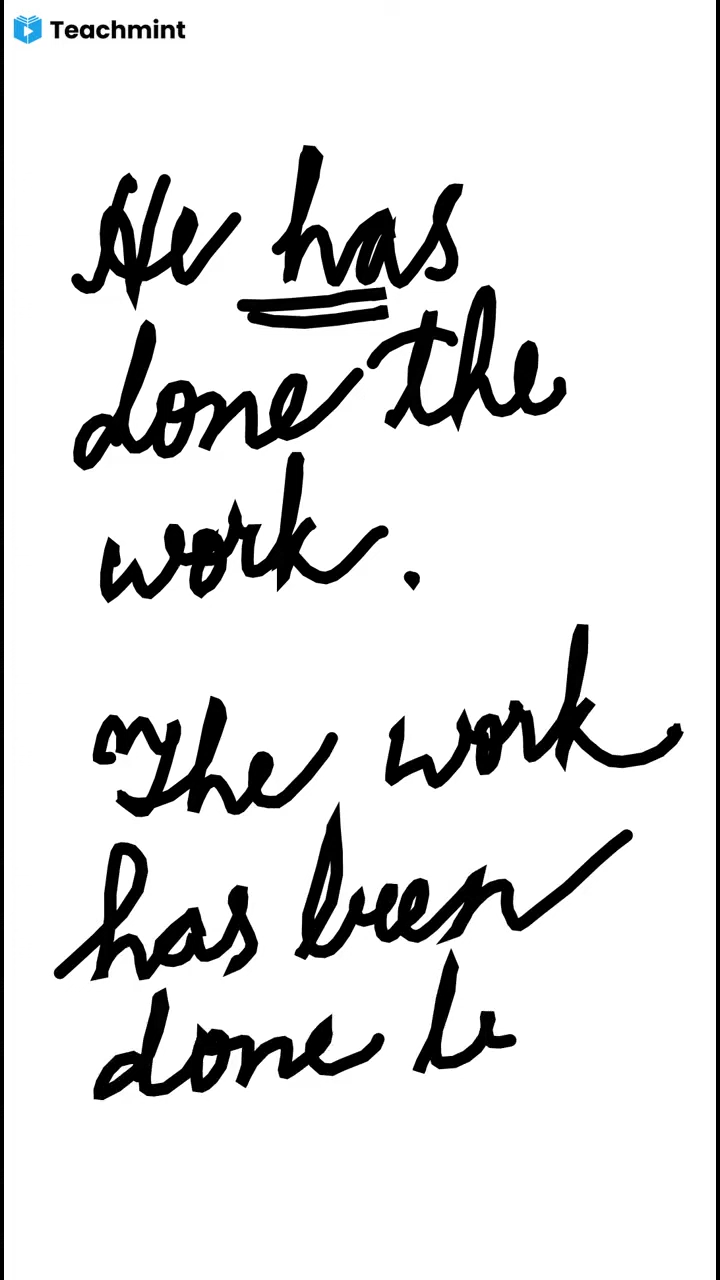 Teachmint
He has
done the
work.
The work
has been
done b